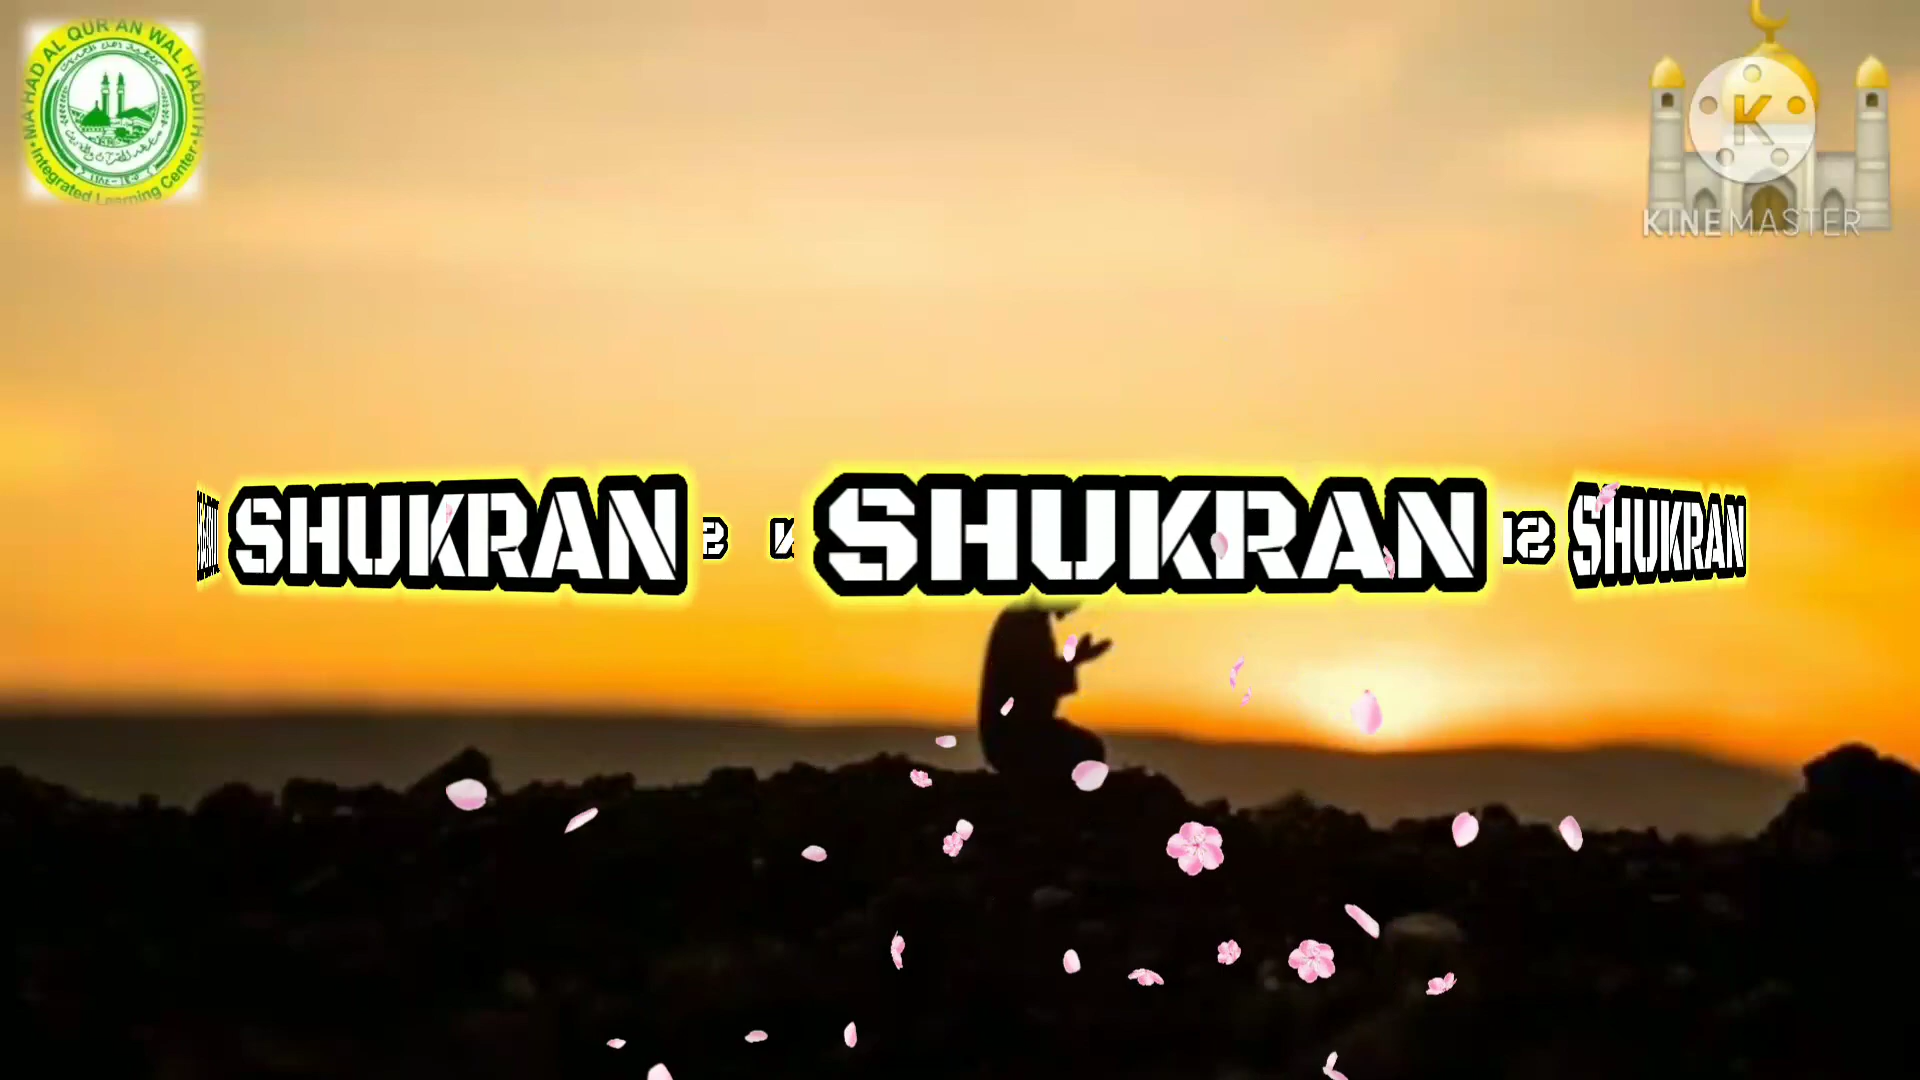 MA'HAD AL QUR'AN WAL HADITH
Integrated Learning Center
K
KINEMASTER
SHUKRAN SHUKRAN SHUKRAN